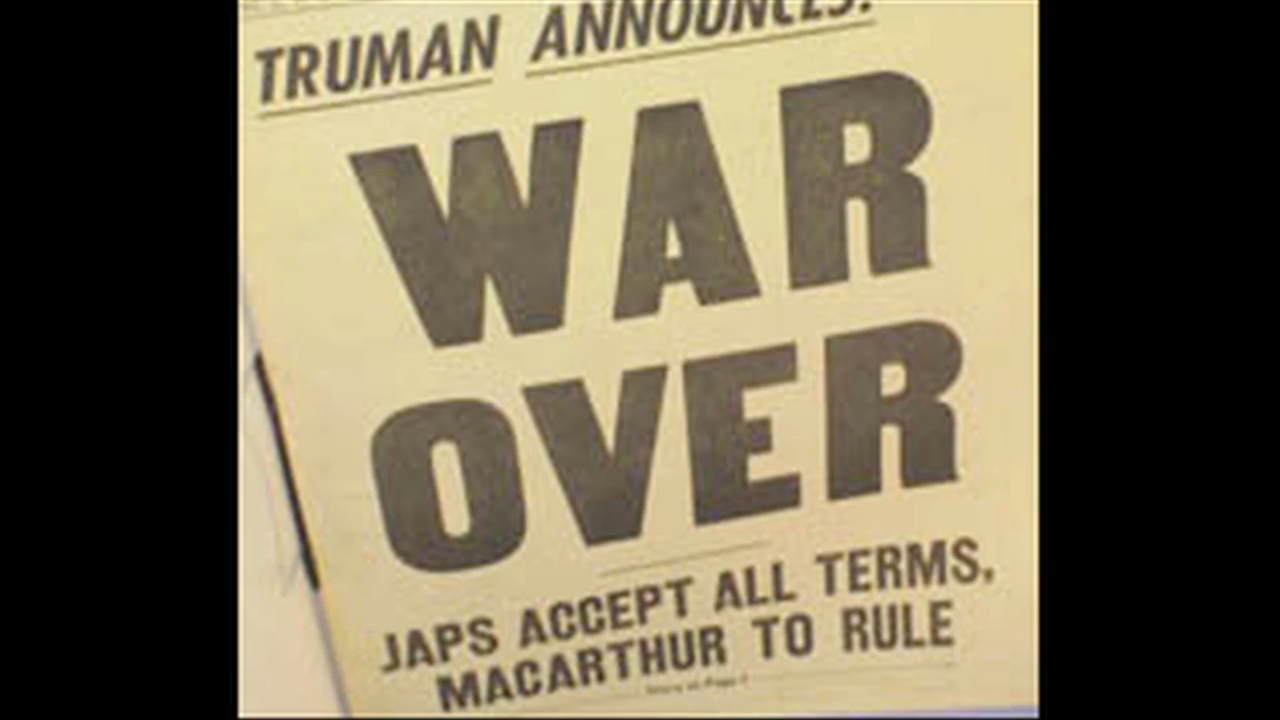 TRUMAN ANNOUNCES:
WAR
OVER
JAPS ACCEPT ALL TERMS,
MACARTHUR TO RULE